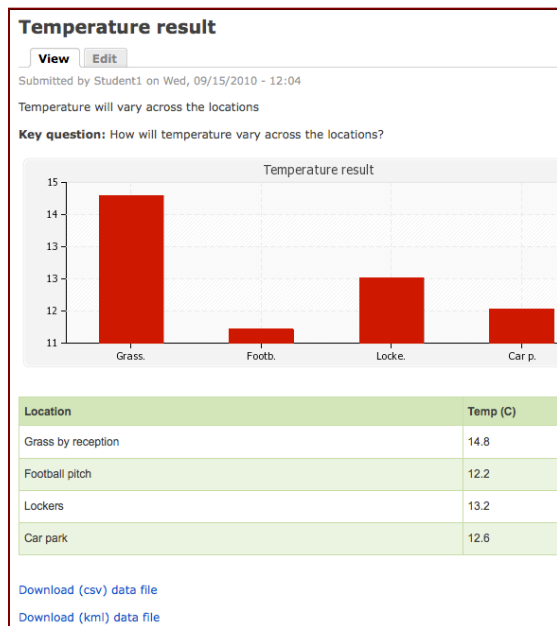 Temperature result
View Edit
Submitted by Student1 on Wed, 09/15/2010 - 12:04
Temperature will vary across the locations
Key question: How will temperature vary across the locations?
Temperature result
15
14
13
13
12
11
Grass. Footb. Locke. Car p.
Location Temp (C)
Grass by reception 14.8
Football pitch 12.2
Lockers 13.2
Car park 12.6
Download (csv) data file
Download (kml) data file